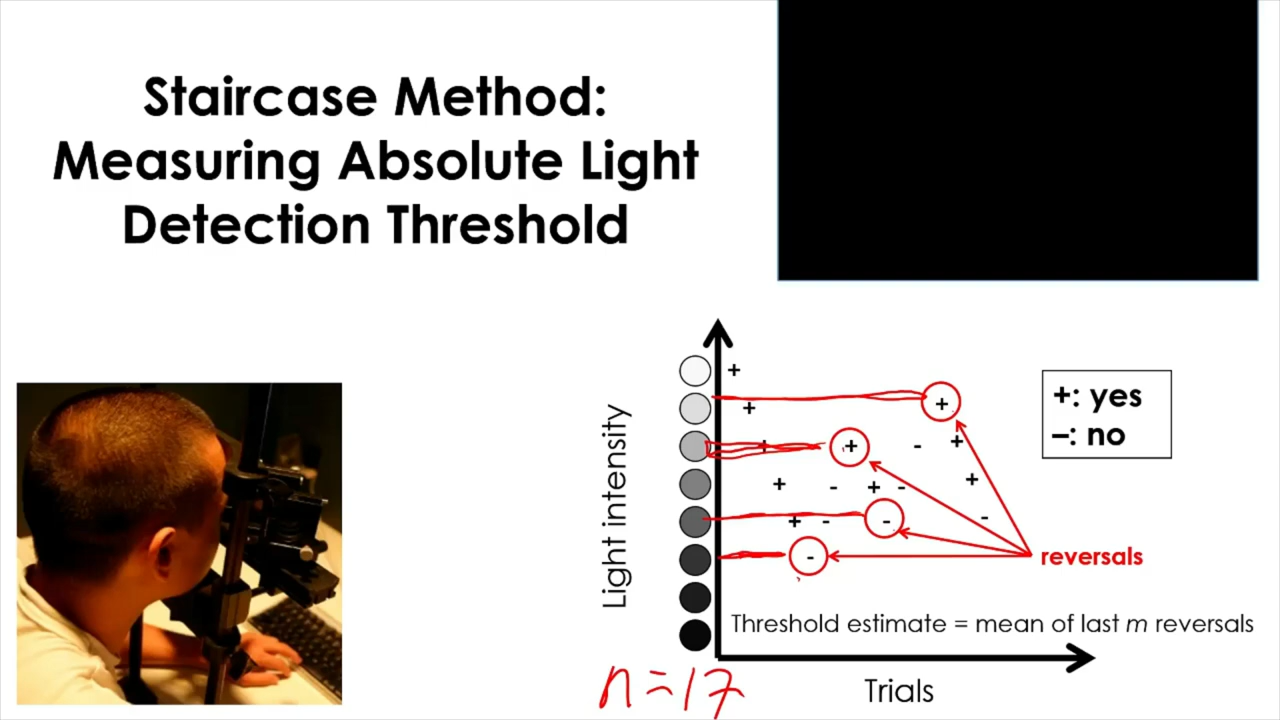 Staircase Method:
Measuring Absolute Light
Detection Threshold
Light intensity
+ +
+ +
+ + - +
+ - + - +
+ - - -
-
+: yes
–: no
reversals
Threshold estimate = mean of last m reversals
n=17
Trials